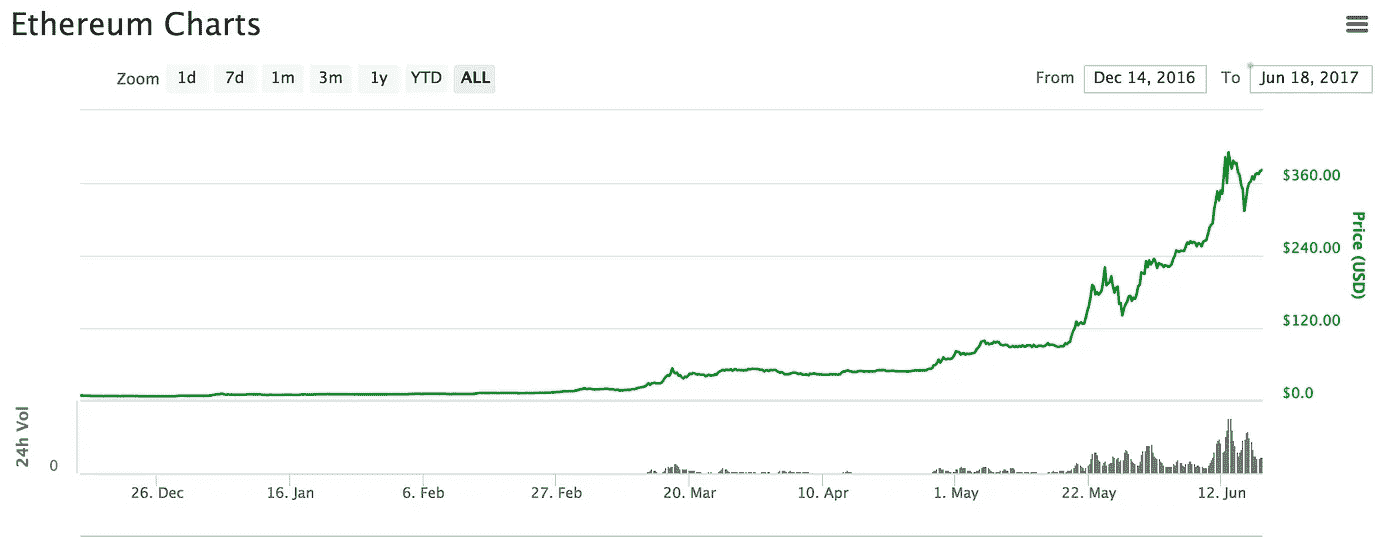 Ethereum Charts
Zoom 1d 7d 1m 3m 1y YTD ALL From Dec 14, 2016 To Jun 18, 2017
$360.00
$240.00
$120.00
$0.0
Price (USD)
24h Vol
0
26. Dec 16. Jan 6. Feb 27. Feb 20. Mar 10. Apr 1. May 22. May 12. Jun